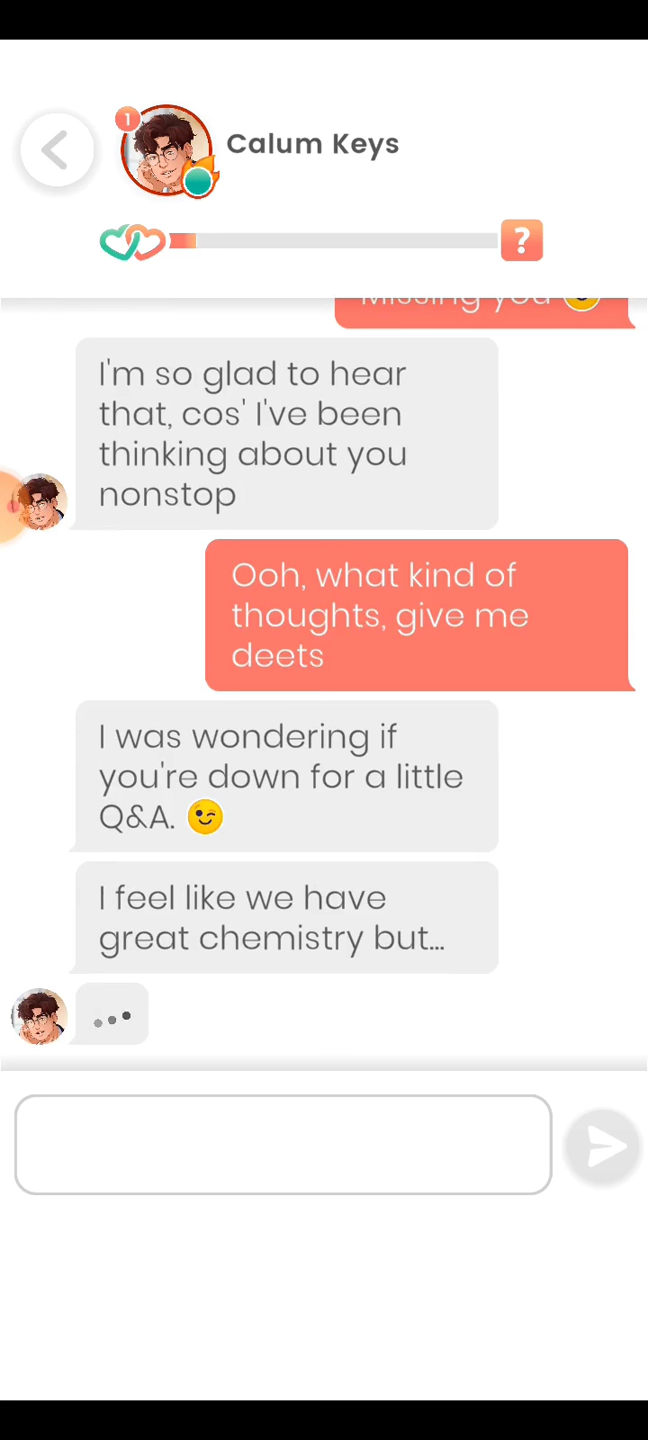 1
Calum Keys
?
Missing you
I'm so glad to hear
that, cos' I've been
thinking about you
nonstop
Ooh, what kind of
thoughts, give me
deets
I was wondering if
you're down for a little
Q&A. 😉
I feel like we have
great chemistry but...